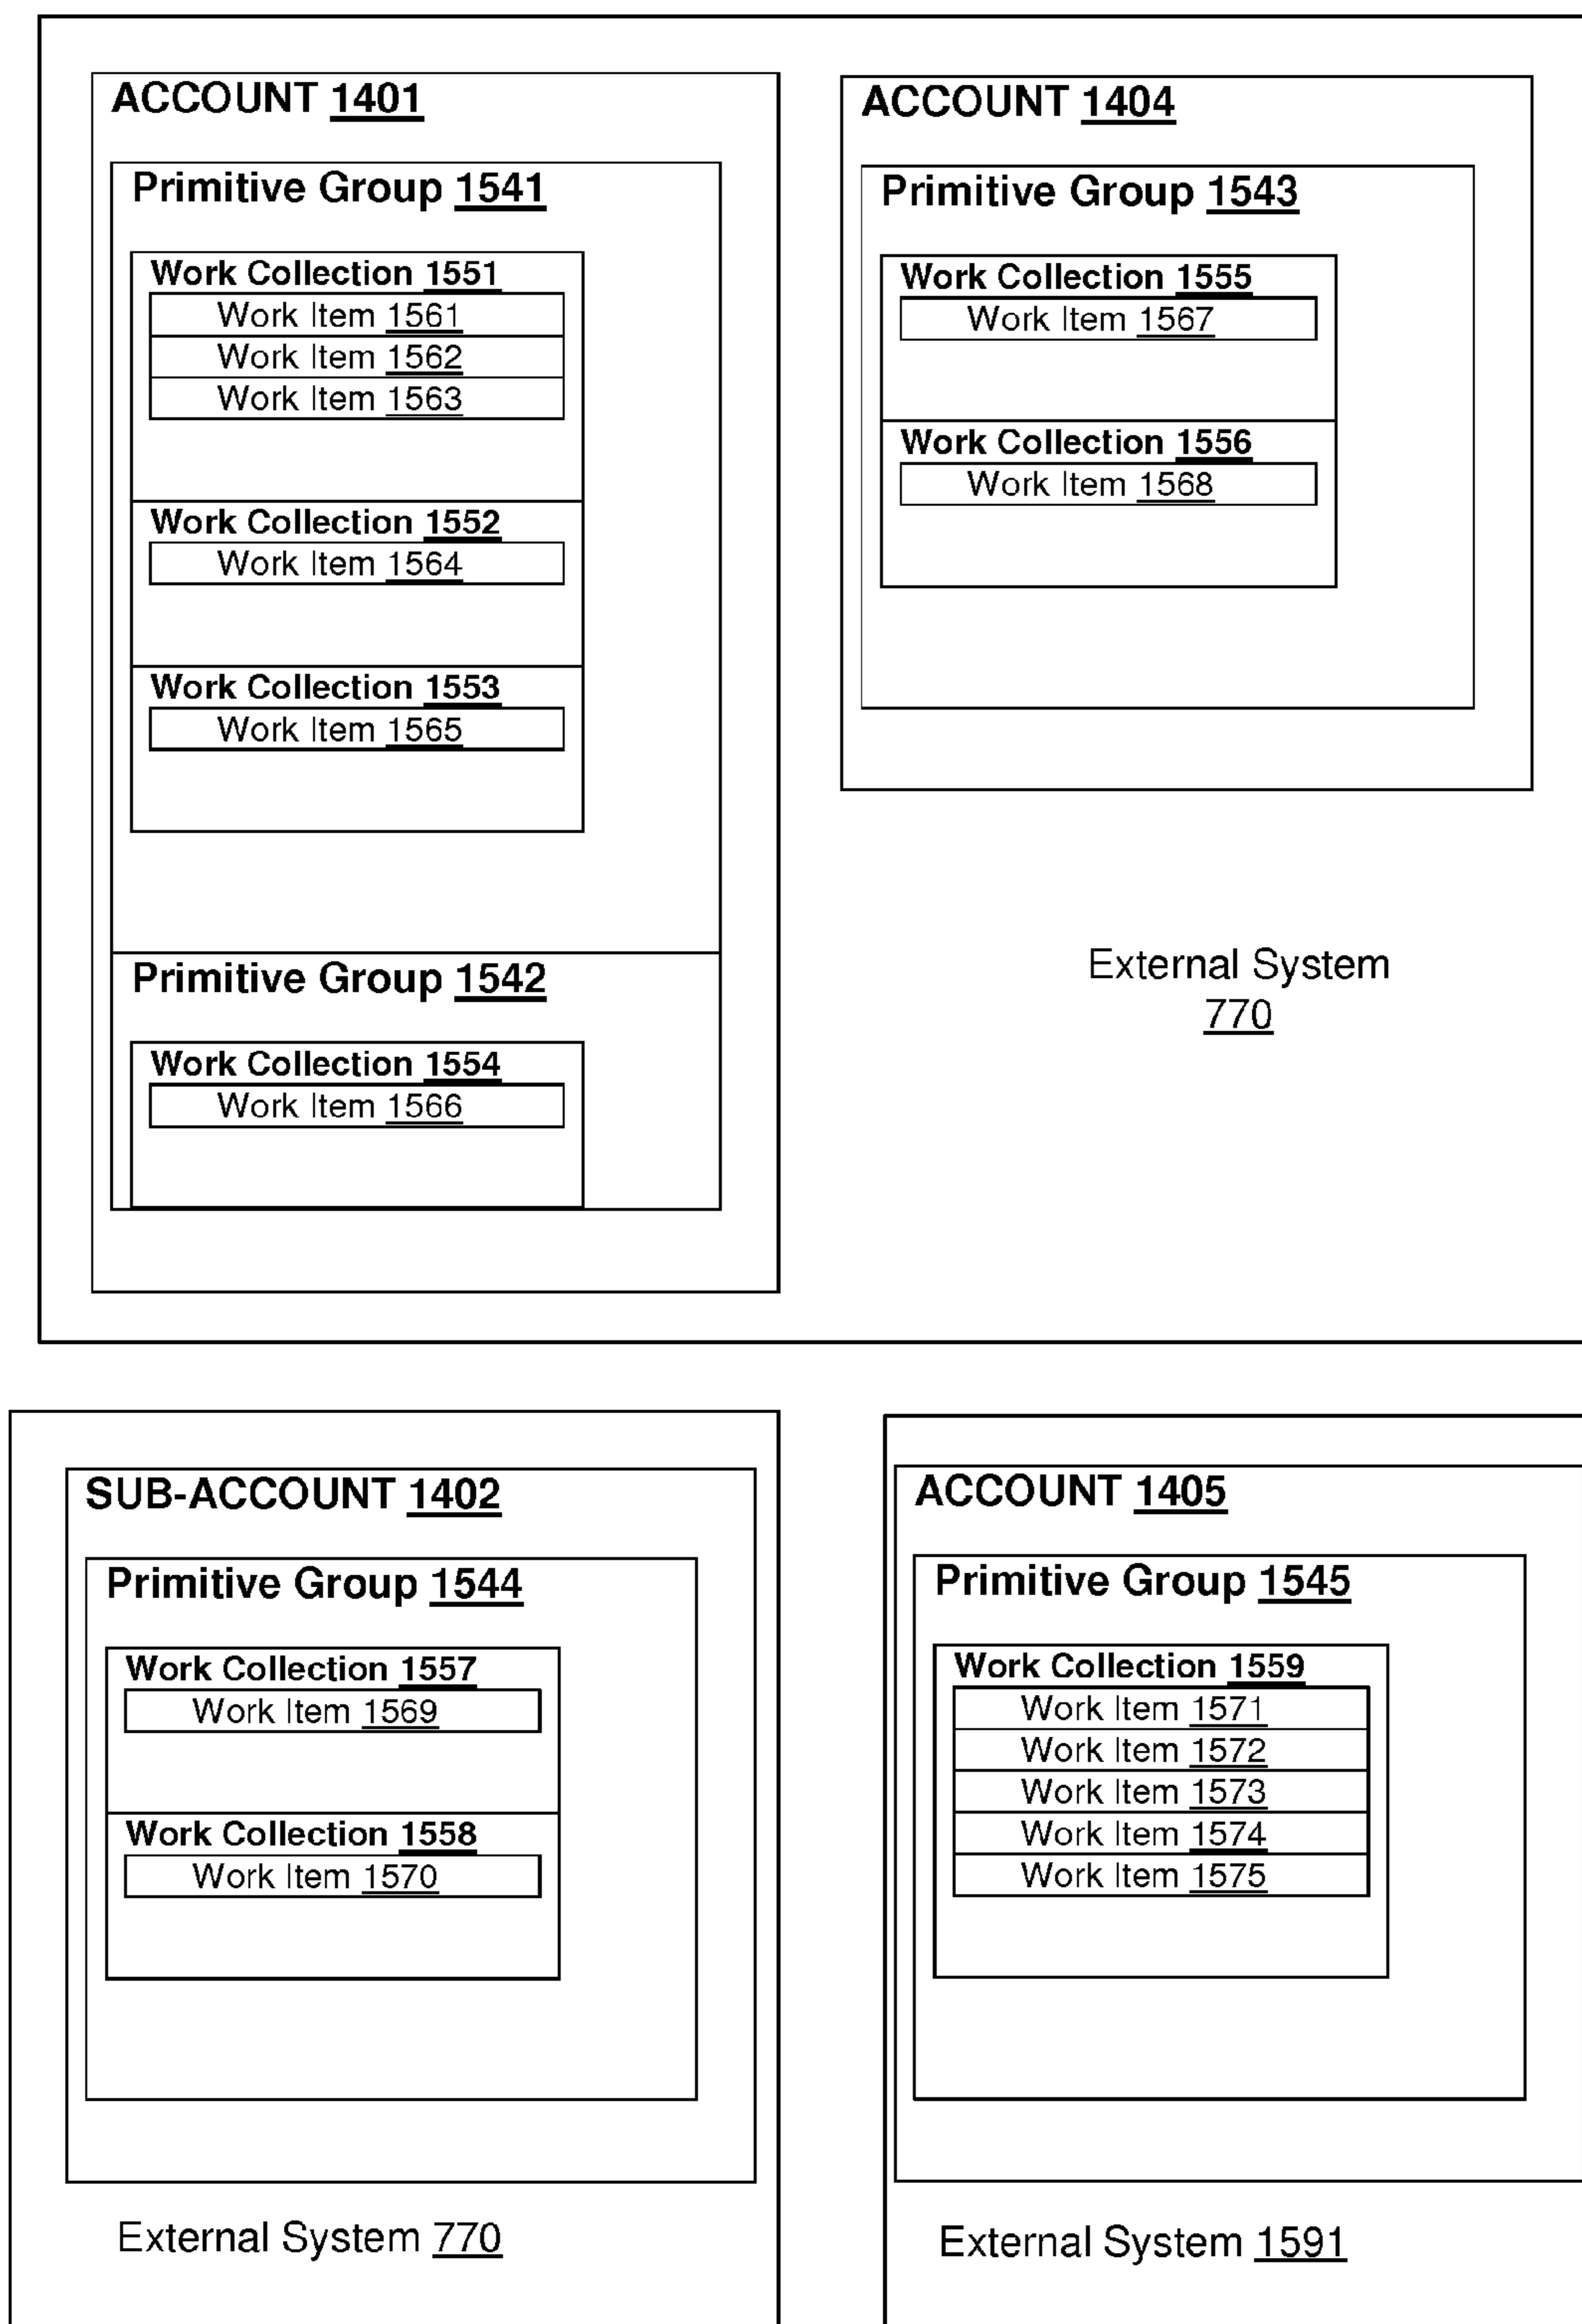 ACCOUNT 1401
Primitive Group 1541
Work Collection 1551
Work Item 1561
Work Item 1562
Work Item 1563
Work Collection 1552
Work Item 1564
Work Collection 1553
Work Item 1565
Primitive Group 1542
Work Collection 1554
Work Item 1566
ACCOUNT 1404
Primitive Group 1543
Work Collection 1555
Work Item 1567
Work Collection 1556
Work Item 1568
External System
770
SUB-ACCOUNT 1402
Primitive Group 1544
Work Collection 1557
Work Item 1569
Work Collection 1558
Work Item 1570
External System 770
ACCOUNT 1405
Primitive Group 1545
Work Collection 1559
Work Item 1571
Work Item 1572
Work Item 1573
Work Item 1574
Work Item 1575
External System 1591